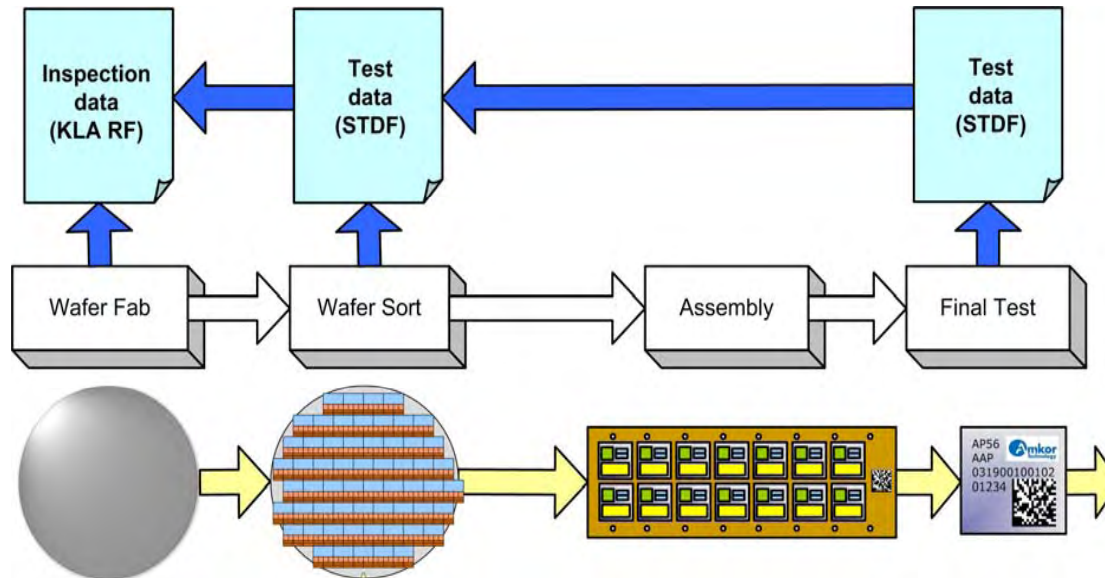 Inspection
data
(KLA RF)
Test
data
(STDF)
Test
data
(STDF)
Wafer Fab
Wafer Sort
Assembly
Final Test
AP56
AAP
Amkor
Technology
031900100102
01234